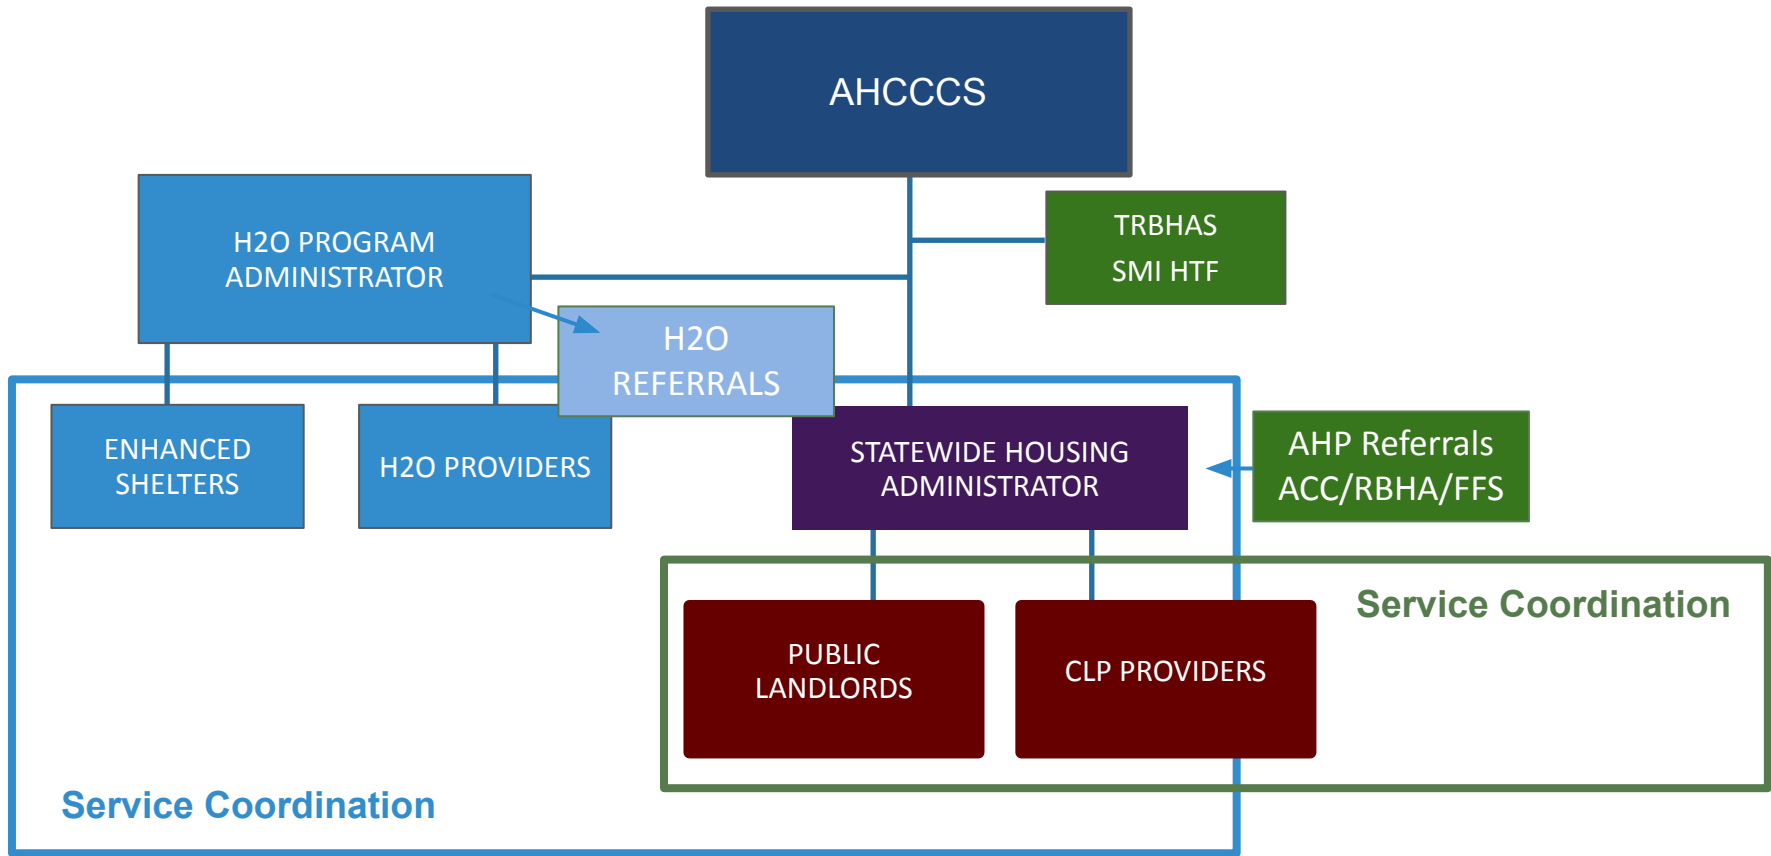 AHCCCS
H2O PROGRAM
ADMINISTRATOR
TRBHAS
SMI HTF
H2O
REFERRALS
ENHANCED
SHELTERS
H2O PROVIDERS
STATEWIDE HOUSING
ADMINISTRATOR
AHP Referrals
ACC/RBHA/FFS
Service Coordination
PUBLIC
LANDLORDS
CLP PROVIDERS
Service Coordination